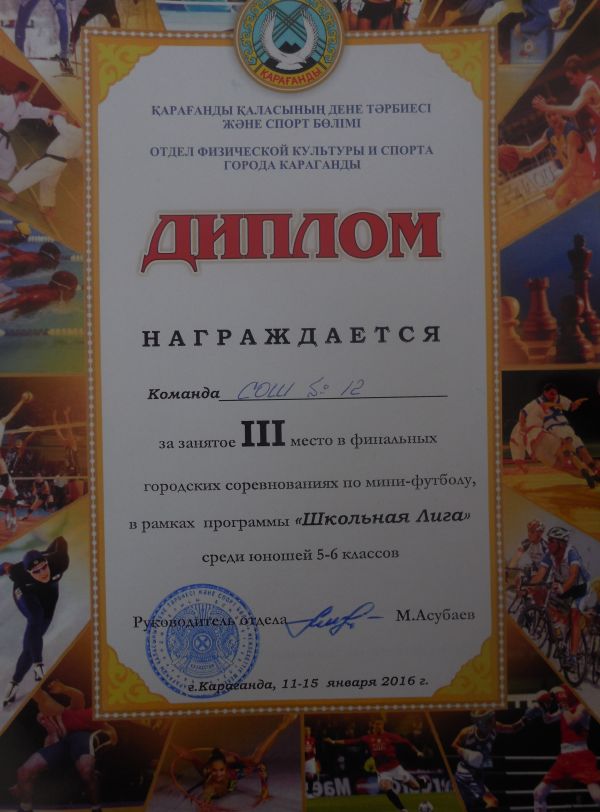 ҚАРАҒАНДЫ
ҚАРАҒАНДЫ ҚАЛАСЫНЫҢ ДЕНЕ ТӘРБИЕСІ
ЖӘНЕ СПОРТ БӨЛІМІ
ОТДЕЛ ФИЗИЧЕСКОЙ КУЛЬТУРЫ И СПОРТА
ГОРОДА КАРАГАНДЫ
ДИПЛОМ
НАГРАЖДАЕТСЯ
Команда СОШ № 12
за занятое III место в финальных
городских соревнованиях по мини-футболу,
в рамках программы «Школьная Лига»
среди юношей 5-6 классов
Руководитель отдела М.Асубаев
г.Караганда, 11-15 января 2016 г.